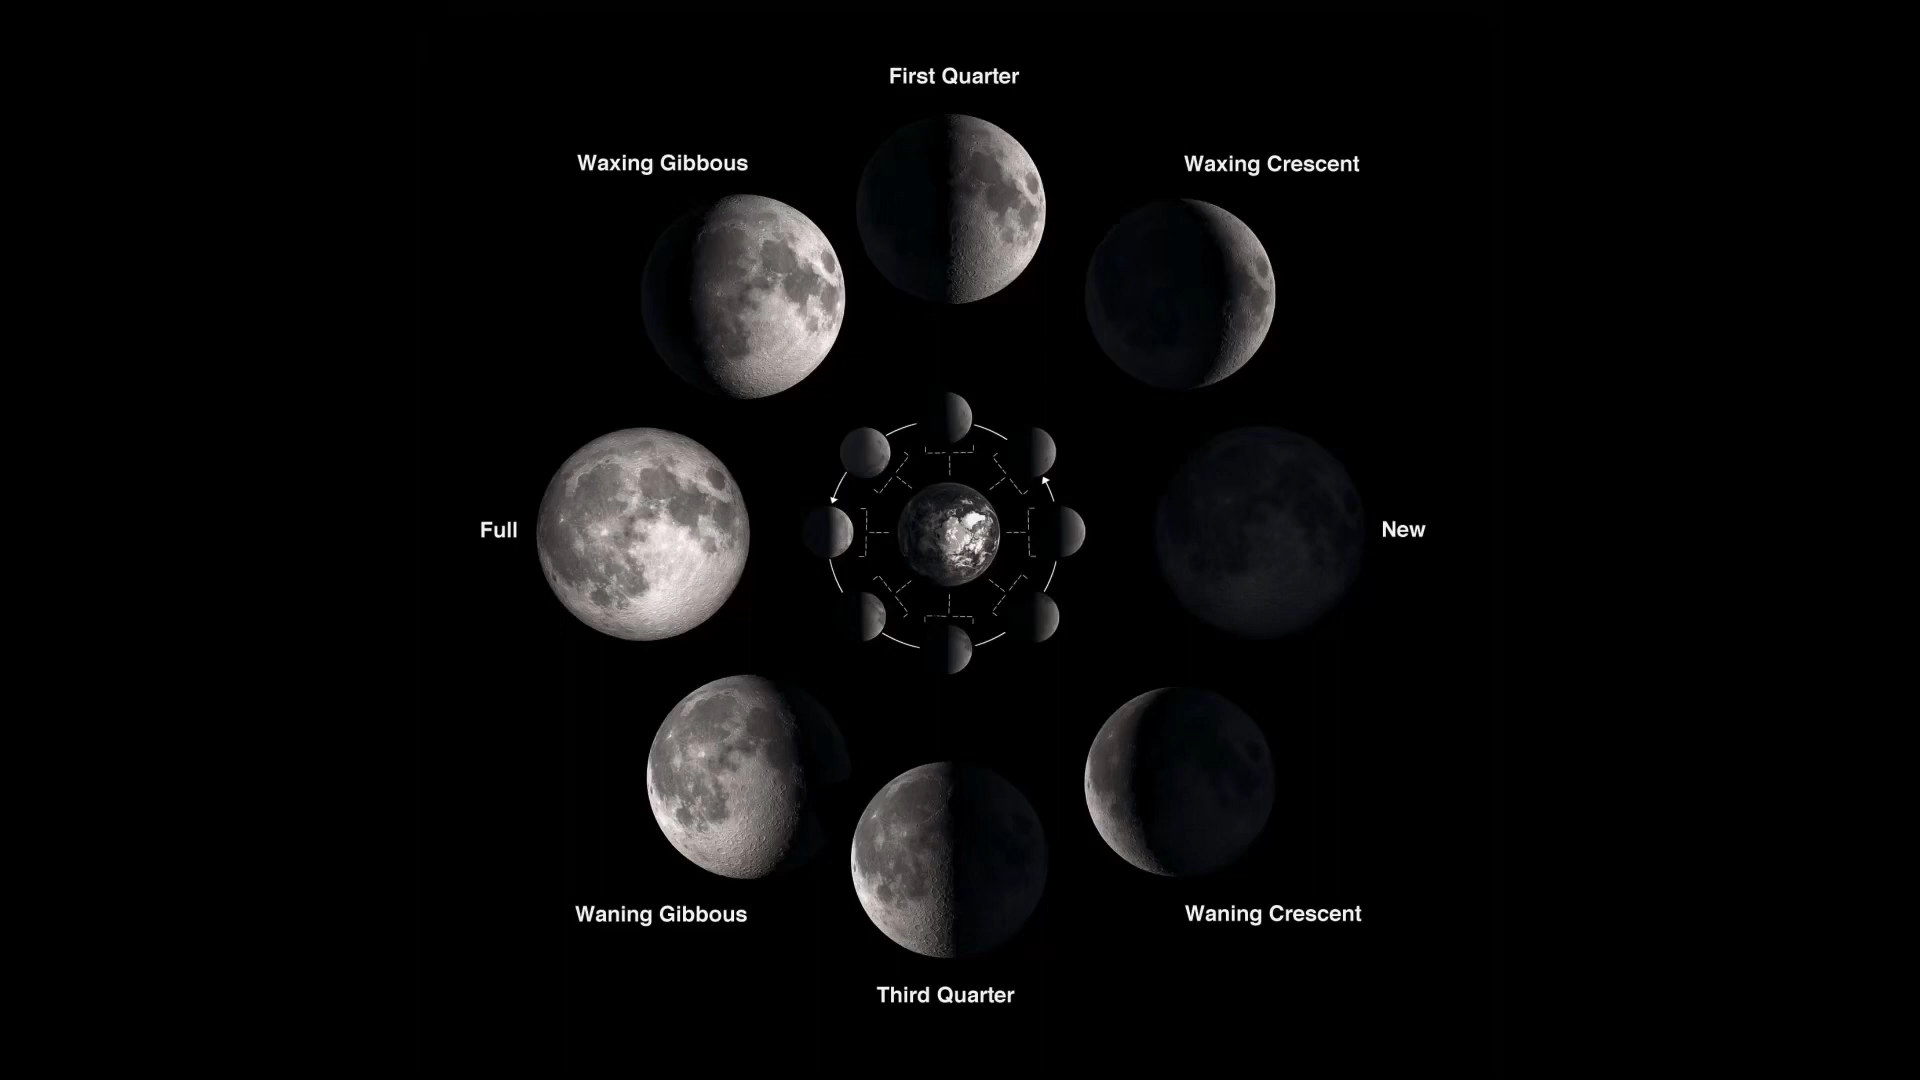 First Quarter
Waxing Gibbous
Waxing Crescent
Full
New
Waning Gibbous
Waning Crescent
Third Quarter